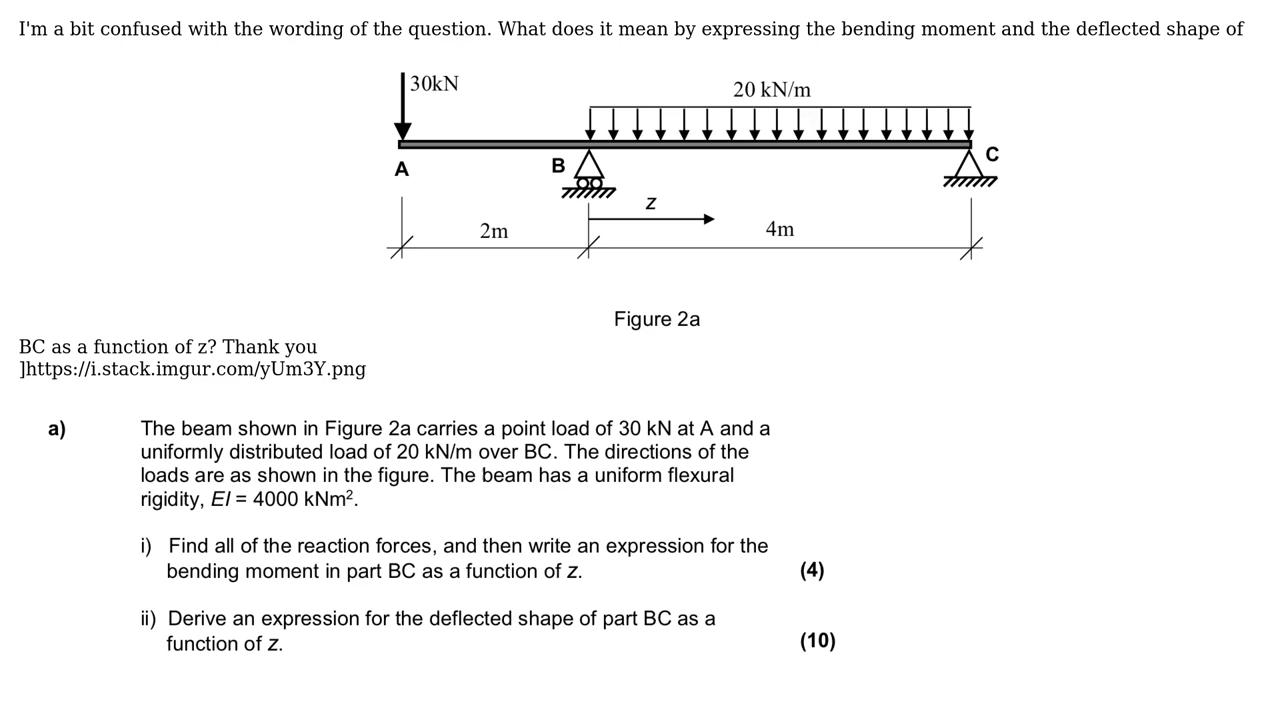 I'm a bit confused with the wording of the question. What does it mean by expressing the bending moment and the deflected shape of
30kN
20 kN/m
A
B
C
z
2m
4m
Figure 2a
BC as a function of z? Thank you
]https://i.stack.imgur.com/yUm3Y.png
a) The beam shown in Figure 2a carries a point load of 30 kN at A and a
uniformly distributed load of 20 kN/m over BC. The directions of the
loads are as shown in the figure. The beam has a uniform flexural
rigidity, EI = 4000 kNm².
i) Find all of the reaction forces, and then write an expression for the
bending moment in part BC as a function of z. (4)
ii) Derive an expression for the deflected shape of part BC as a
function of z. (10)